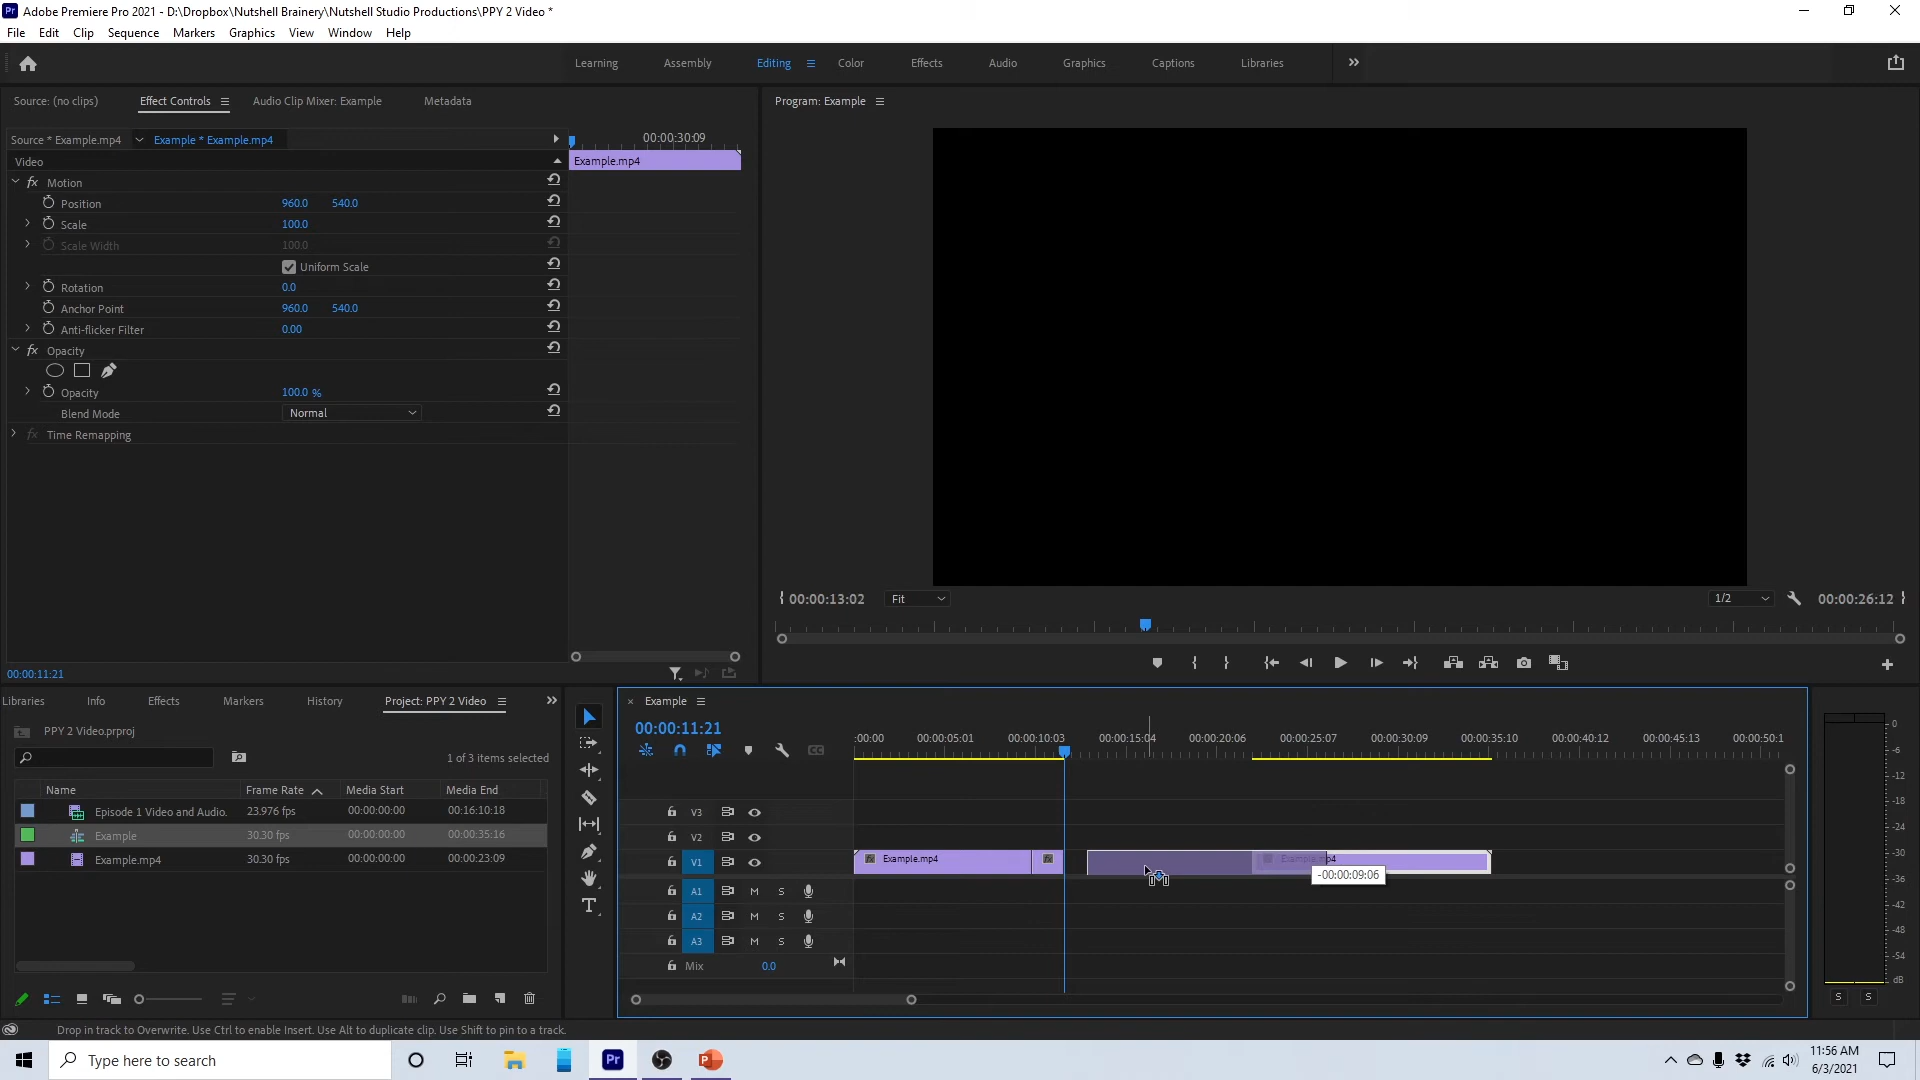 Pr Adobe Premiere Pro 2021 - D:\Dropbox\Nutshell Brainery\Nutshell Studio Productions\PPY 2 Video *
File Edit Clip Sequence Markers Graphics View Window Help
Learning Assembly Editing Color Effects Audio Graphics Captions Libraries
Source: (no clips) Effect Controls Audio Clip Mixer: Example Metadata
Program: Example
Source * Example.mp4 Example * Example.mp4 00:00:30:09
Video Example.mp4
fx Motion
Position 960.0 540.0
Scale 100.0
Scale Width 100.0
Uniform Scale
Rotation 0.0
Anchor Point 960.0 540.0
Anti-flicker Filter 0.00
fx Opacity
Opacity 100.0 %
Blend Mode Normal
fx Time Remapping
00:00:13:02 Fit 1/2 00:00:26:12
00:00:11:21
Libraries Info Effects Markers History Project: PPY 2 Video
PPY 2 Video.prproj
1 of 3 items selected
Name Frame Rate Media Start Media End
Episode 1 Video and Audio. 23.976 fps 00:00:00:00 00:16:10:18
Example 30.30 fps 00:00:00:00 00:00:35:16
Example.mp4 30.30 fps 00:00:00:00 00:00:23:09
× Example
00:00:11:21
:00:00 00:00:05:01 00:00:10:03 00:00:15:04 00:00:20:06 00:00:25:07 00:00:30:09 00:00:35:10 00:00:40:12 00:00:45:13 00:00:50:1
V3
V2
V1 fx Example.mp4 fx Example.mp4
-00:00:09:06
A1 M S
A2 M S
A3 M S
Mix 0.0
0
-6
-12
-18
-24
-30
-36
-42
-48
-54
dB
S S
Drop in track to Overwrite. Use Ctrl to enable Insert. Use Alt to duplicate clip. Use Shift to pin to a track.
Type here to search
Pr
P
11:56 AM
6/3/2021